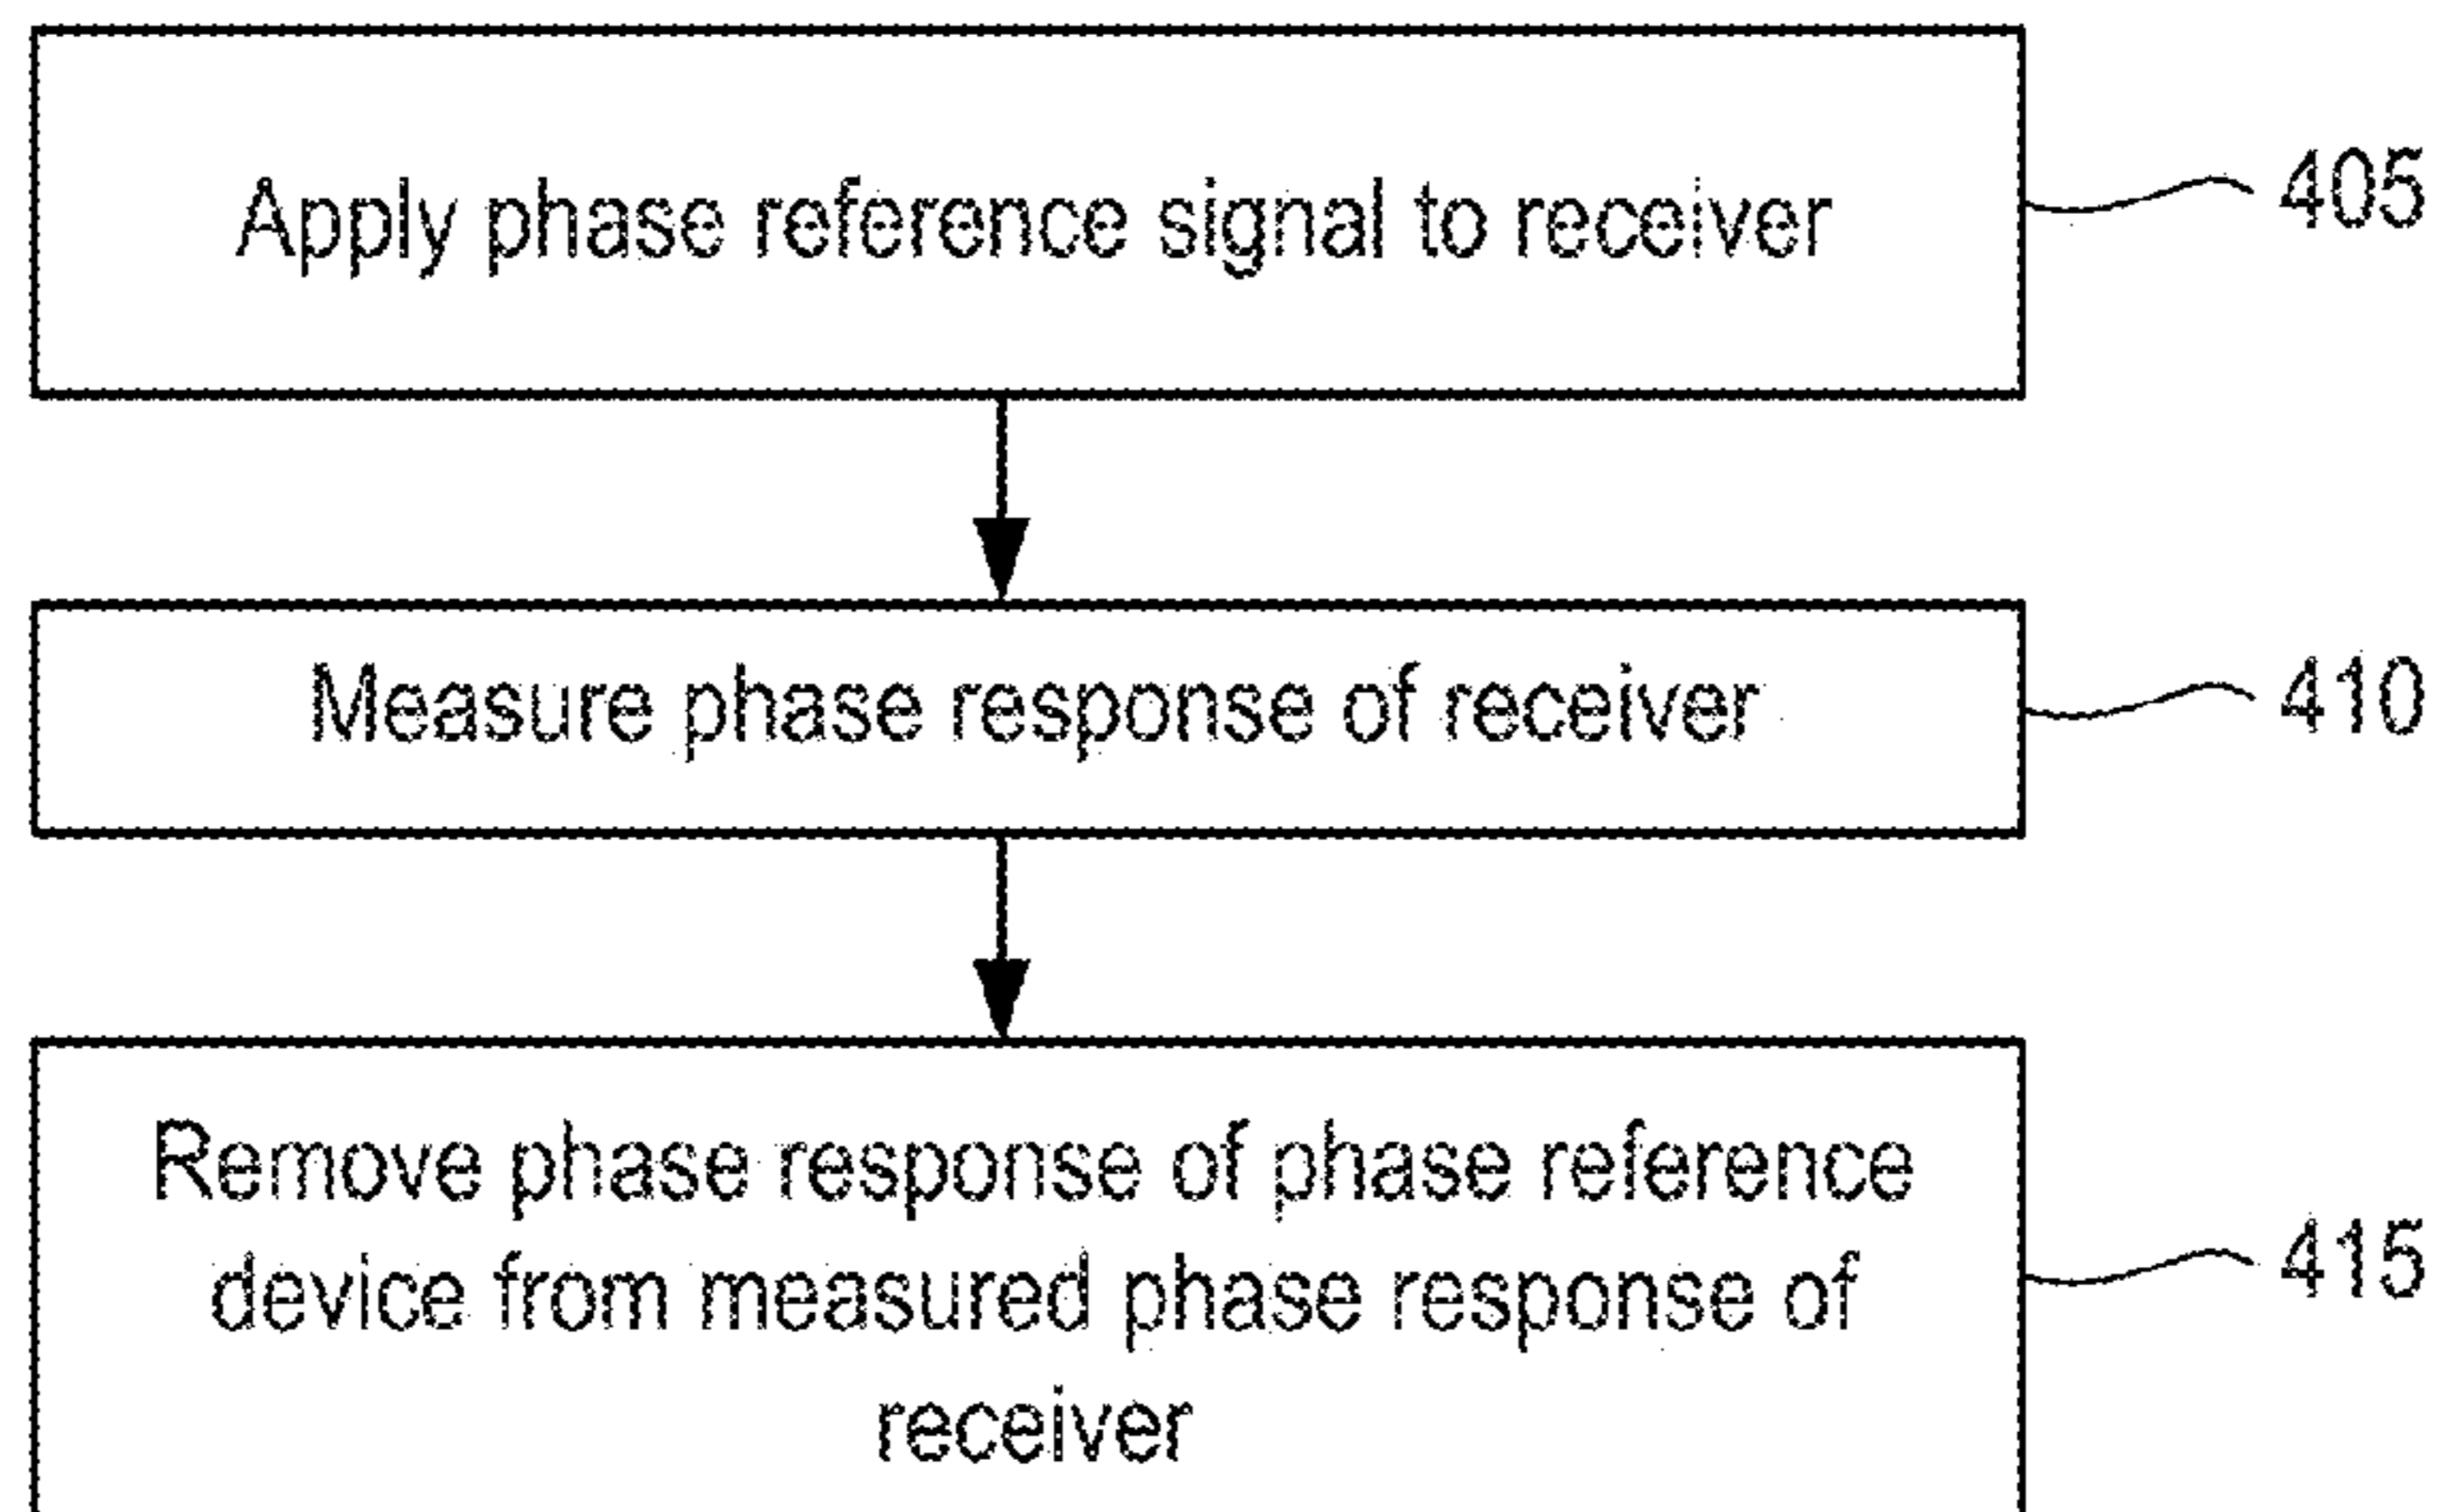 Apply phase reference signal to receiver
405
Measure phase response of receiver
410
Remove phase response of phase reference
device from measured phase response of
receiver
415